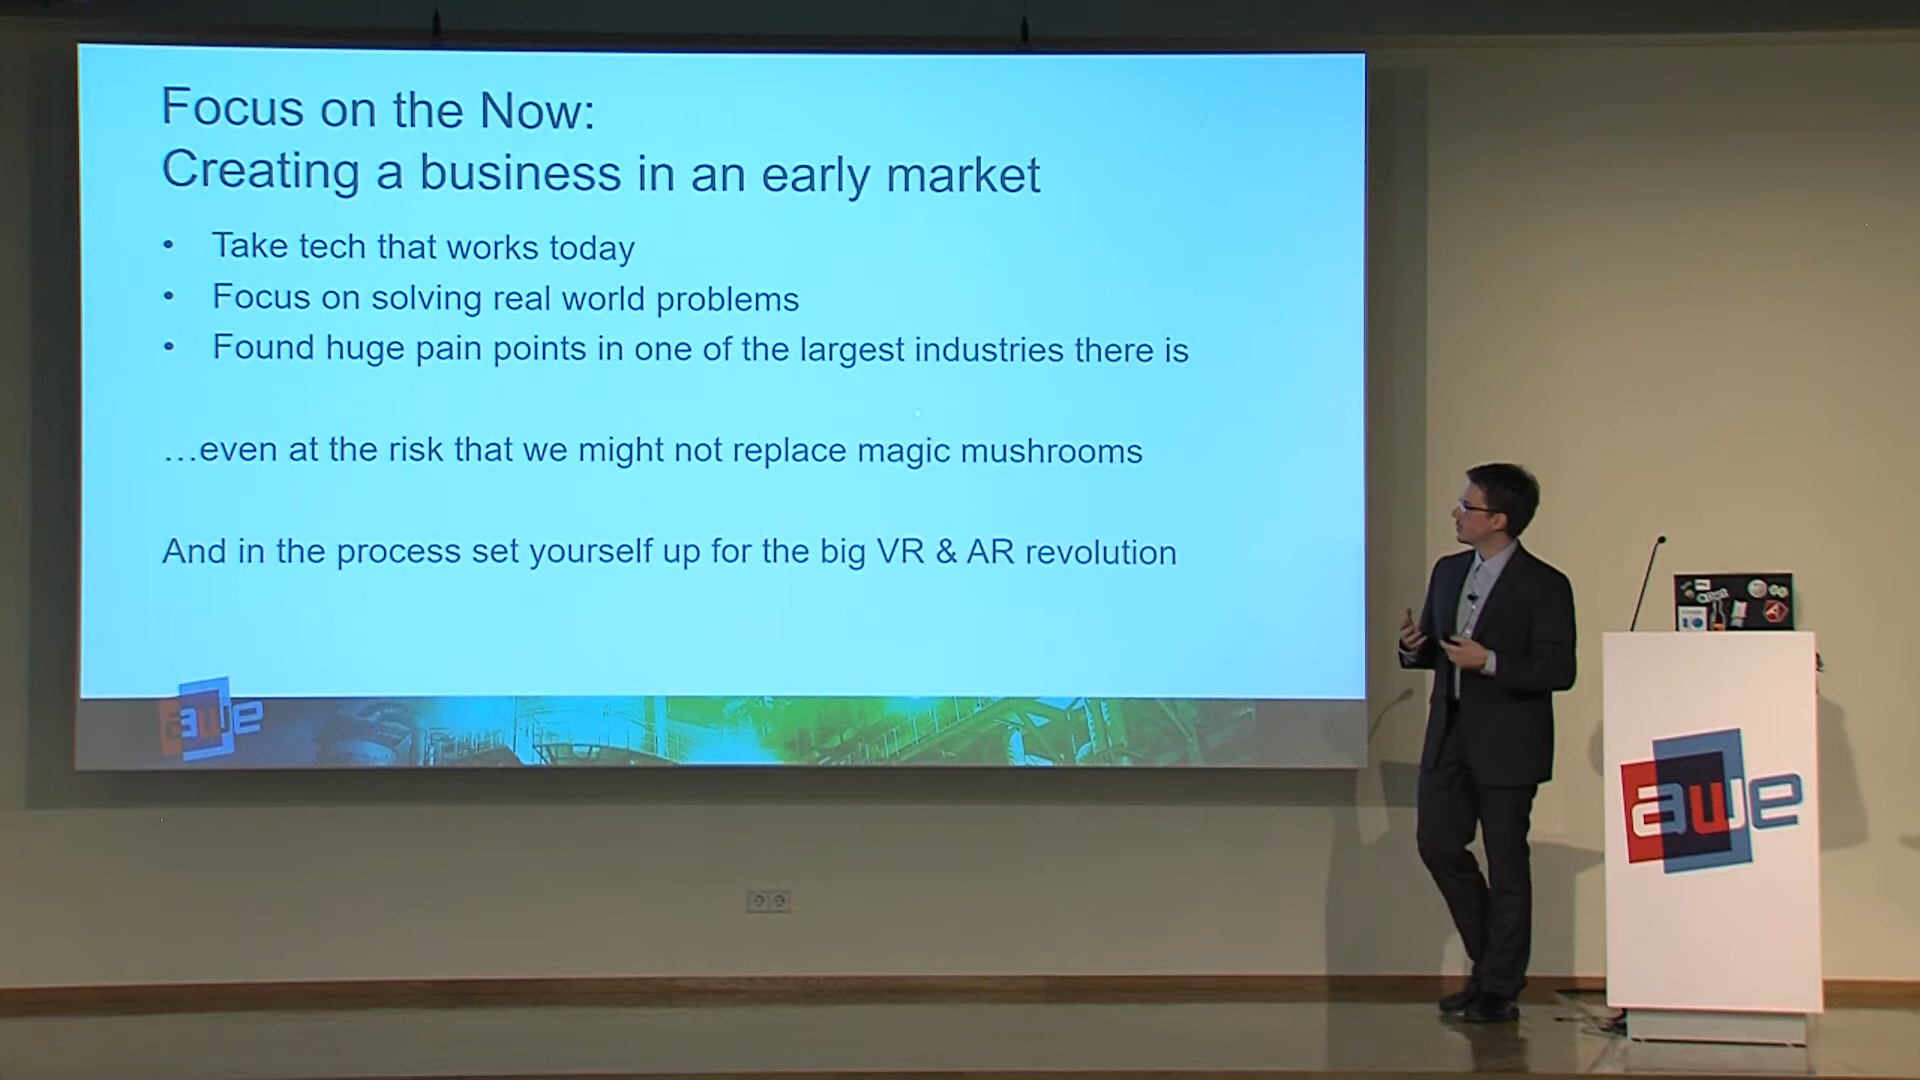 Focus on the Now:
Creating a business in an early market
• Take tech that works today
• Focus on solving real world problems
• Found huge pain points in one of the largest industries there is
…even at the risk that we might not replace magic mushrooms
And in the process set yourself up for the big VR & AR revolution
awe
awe